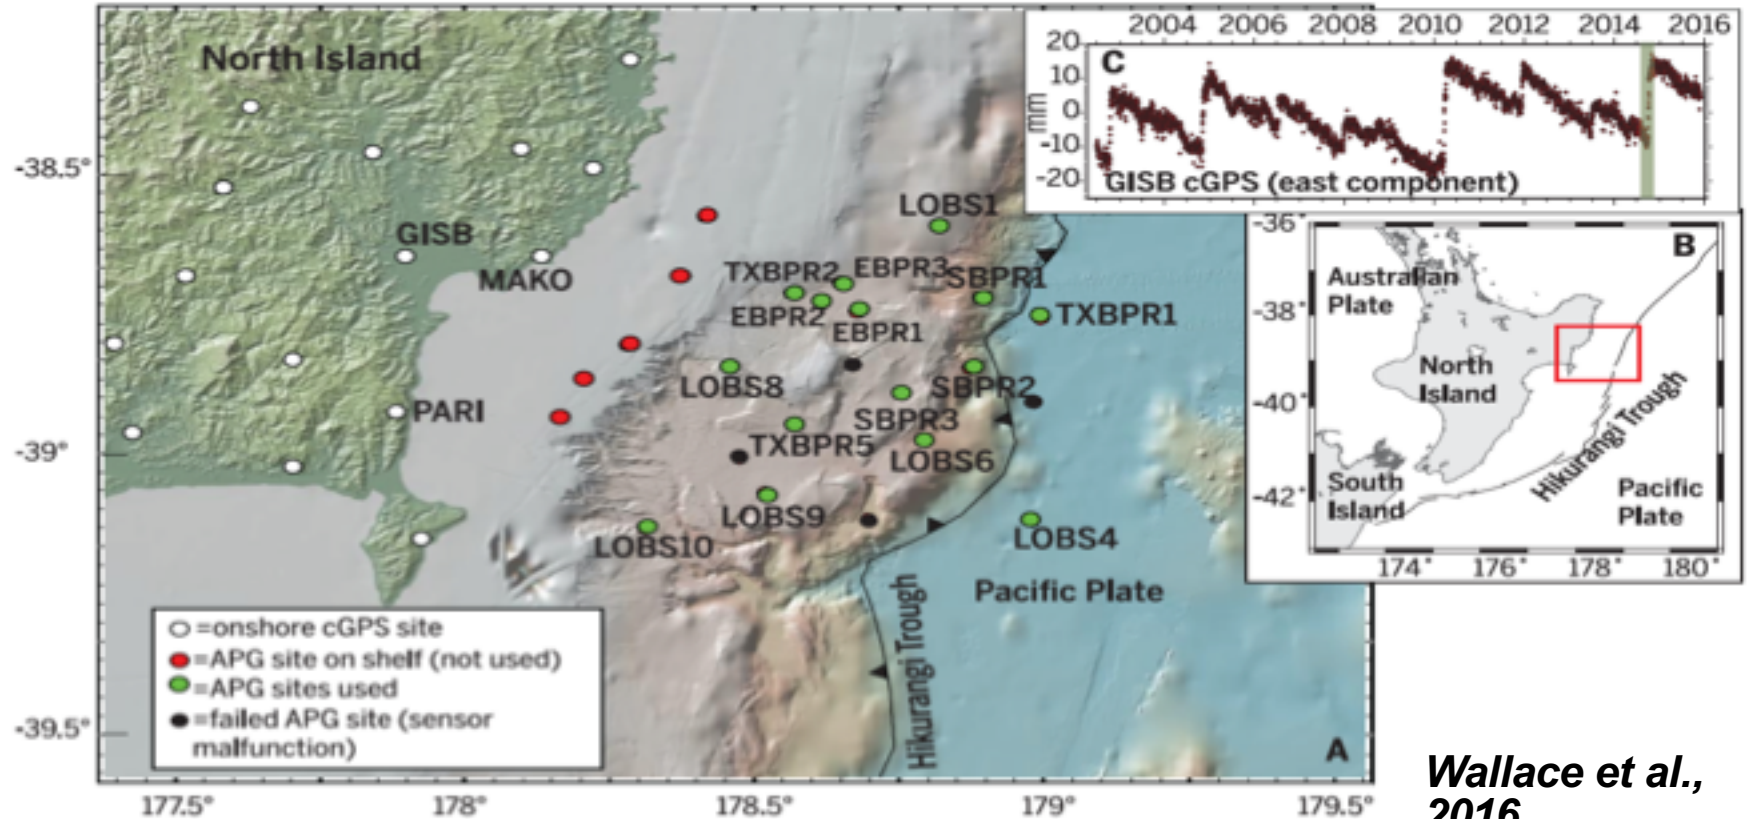 North Island
-38.5°
GISB
MAKO
PARI
-39°
-39.5°
LOBS1
TXBPR2
EBPR3
SBPR1
EBPR2
EBPR1
TXBPR1
LOBS8
SBPR2
SBPR3
TXBPR5
LOBS6
LOBS9
LOBS10
LOBS4
Pacific Plate
Hikurangi Trough
A
=onshore cGPS site
=APG site on shelf (not used)
=APG sites used
=failed APG site (sensor
malfunction)
177.5°
178°
178.5°
179°
179.5°
2004 2006 2008 2010 2012 2014 2016
C
20
10
0
-10
-20
mm
GISB cGPS (east component)
B
-36°
-38°
-40°
-42°
Australian
Plate
North
Island
South
Island
Hikurangi Trough
Pacific
Plate
174° 176° 178° 180°
Wallace et al.,
2016